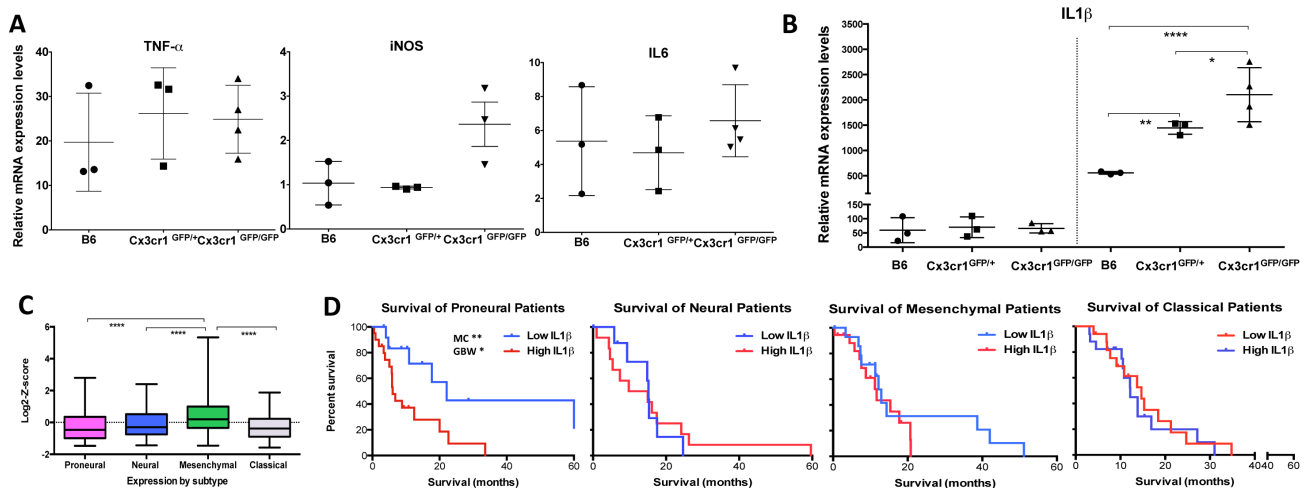 A
Relative mRNA expression levels
TNF-α
40
30
20
10
0
B6
Cx3cr1 GFP/+
Cx3cr1 GFP/GFP
iNOS
4
3
2
1
0
B6
Cx3cr1 GFP/+
Cx3cr1 GFP/GFP
IL6
10
8
6
4
2
0
B6
Cx3cr1 GFP/+
Cx3cr1 GFP/GFP
B
IL1β
Relative mRNA expression levels
3500
3000
2500
2000
1500
1000
500
150
100
50
0
****
*
**
B6
Cx3cr1GFP/+
Cx3cr1GFP/GFP
B6
Cx3cr1GFP/+
Cx3cr1GFP/GFP
C
Log2-Z-score
6
4
2
0
-2
****
****
****
Proneural
Neural
Mesenchymal
Classical
Expression by subtype
D
Survival of Proneural Patients
Percent survival
100
80
60
40
20
0
MC **
GBW *
Low IL1β
High IL1β
0
20
40
60
Survival (months)
Survival of Neural Patients
Low IL1β
High IL1β
0
20
40
60
Survival (months)
Survival of Mesenchymal Patients
Low IL1β
High IL1β
0
20
40
60
Survival (months)
Survival of Classical Patients
Low IL1β
High IL1β
0
10
20
30
40
40
60
Survival (months)